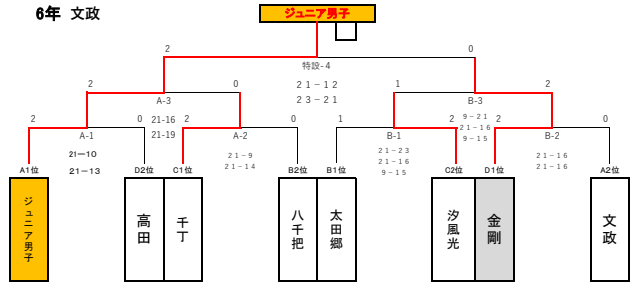 6年 文政
ジュニア男子
2 0
特設-4
21-12
23-21
2 0 1 2
A-3 B-3
21-16
21-19
9-21
21-16
9-15
2 0 2 0 1 2 2 0
A-1 A-2 B-1 B-2
21-10
21-13
21-9
21-14
21-23
21-16
9-15
21-16
21-16
A1位 D2位 C1位 B2位 B1位 C2位 D1位 A2位
ジュニア男子
高田
千丁
八千把
太田郷
汐風光
金剛
文政